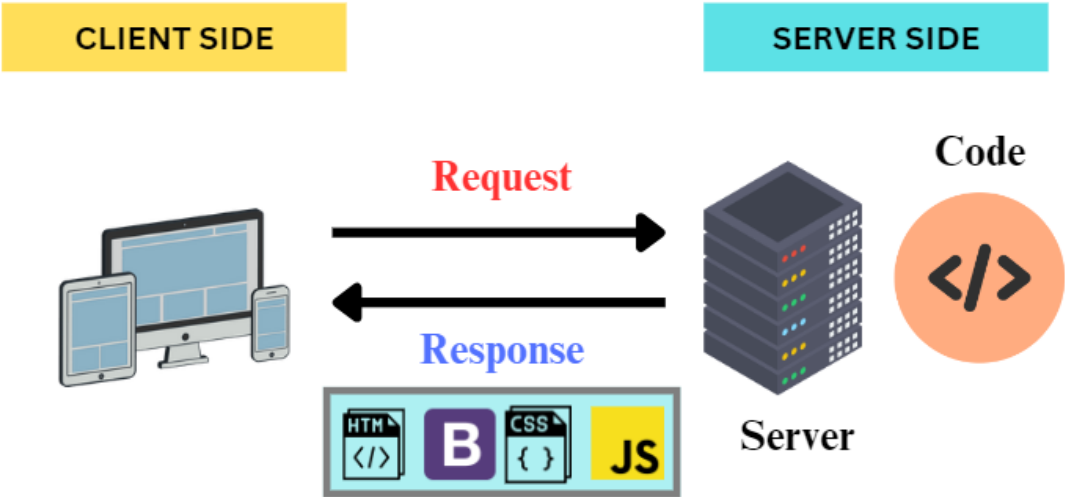 CLIENT SIDE
SERVER SIDE
Request
Code
</>
Response
HTM
</>
B
CSS
{ }
JS
Server